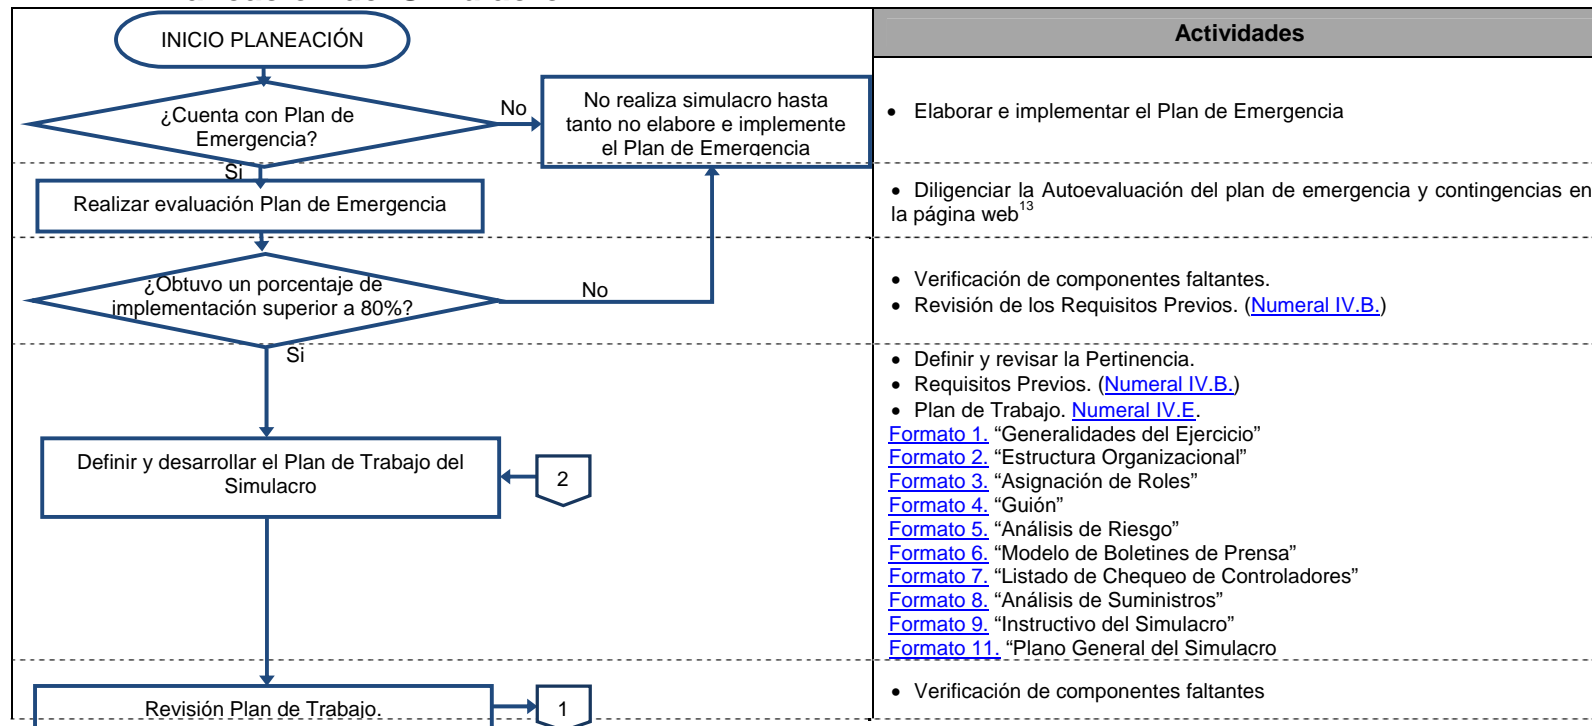 INICIO PLANEACIÓN
Actividades
¿Cuenta con Plan de
Emergencia?
No
No realiza simulacro hasta
tanto no elabore e implemente
el Plan de Emergencia
• Elaborar e implementar el Plan de Emergencia
Si
Realizar evaluación Plan de Emergencia
• Diligenciar la Autoevaluación del plan de emergencia y contingencias en
la página web13
¿Obtuvo un porcentaje de
implementación superior a 80%?
No
• Verificación de componentes faltantes.
• Revisión de los Requisitos Previos. (Numeral IV.B.)
Si
Definir y desarrollar el Plan de Trabajo del
Simulacro
2
• Definir y revisar la Pertinencia.
• Requisitos Previos. (Numeral IV.B.)
• Plan de Trabajo. Numeral IV.E.
Formato 1. “Generalidades del Ejercicio”
Formato 2. “Estructura Organizacional”
Formato 3. “Asignación de Roles”
Formato 4. “Guión”
Formato 5. “Análisis de Riesgo”
Formato 6. “Modelo de Boletines de Prensa”
Formato 7. “Listado de Chequeo de Controladores”
Formato 8. “Análisis de Suministros”
Formato 9. “Instructivo del Simulacro”
Formato 11. “Plano General del Simulacro
Revisión Plan de Trabajo.
1
• Verificación de componentes faltantes